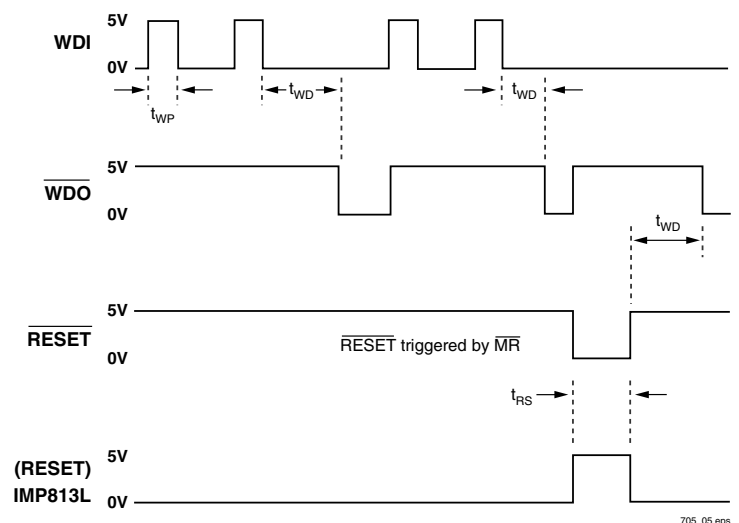 5V
WDI
0V
tWP
tWD
tWD
5V
WDO
0V
tWD
5V
RESET
RESET triggered by MR
0V
tRS
5V
(RESET)
IMP813L
0V
705_05.eps